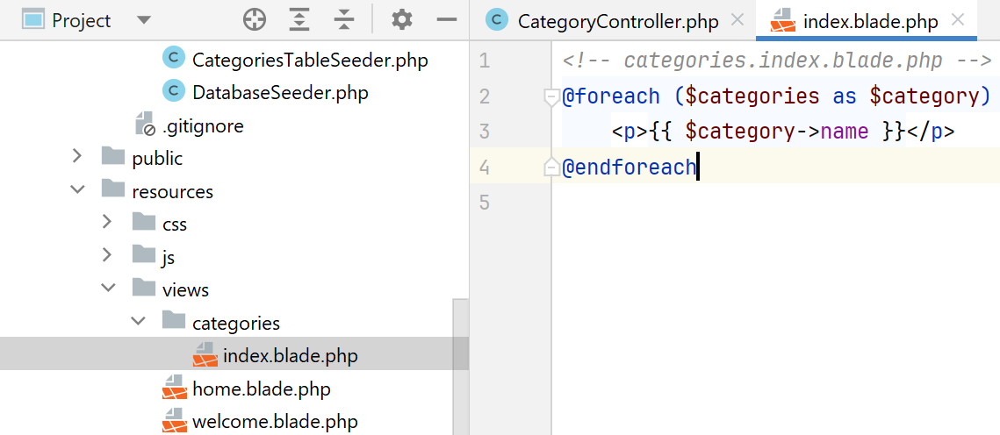 Project
CategoriesTableSeeder.php
DatabaseSeeder.php
.gitignore
public
resources
css
js
views
categories
index.blade.php
home.blade.php
welcome.blade.php
C CategoryController.php index.blade.php
1 <!-- categories.index.blade.php -->
2 @foreach ($categories as $category)
3 <p>{{ $category->name }}</p>
4 @endforeach
5